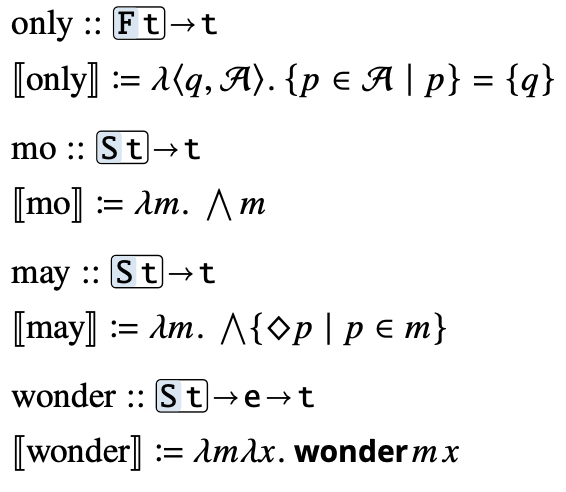 only :: F t → t
⟦only⟧ := λ⟨q, 𝒜⟩. {p ∈ 𝒜 | p} = {q}
mo :: S t → t
⟦mo⟧ := λm. ⋀ m
may :: S t → t
⟦may⟧ := λm. ⋀{◇p | p ∈ m}
wonder :: S t → e → t
⟦wonder⟧ := λmλx. wonder m x